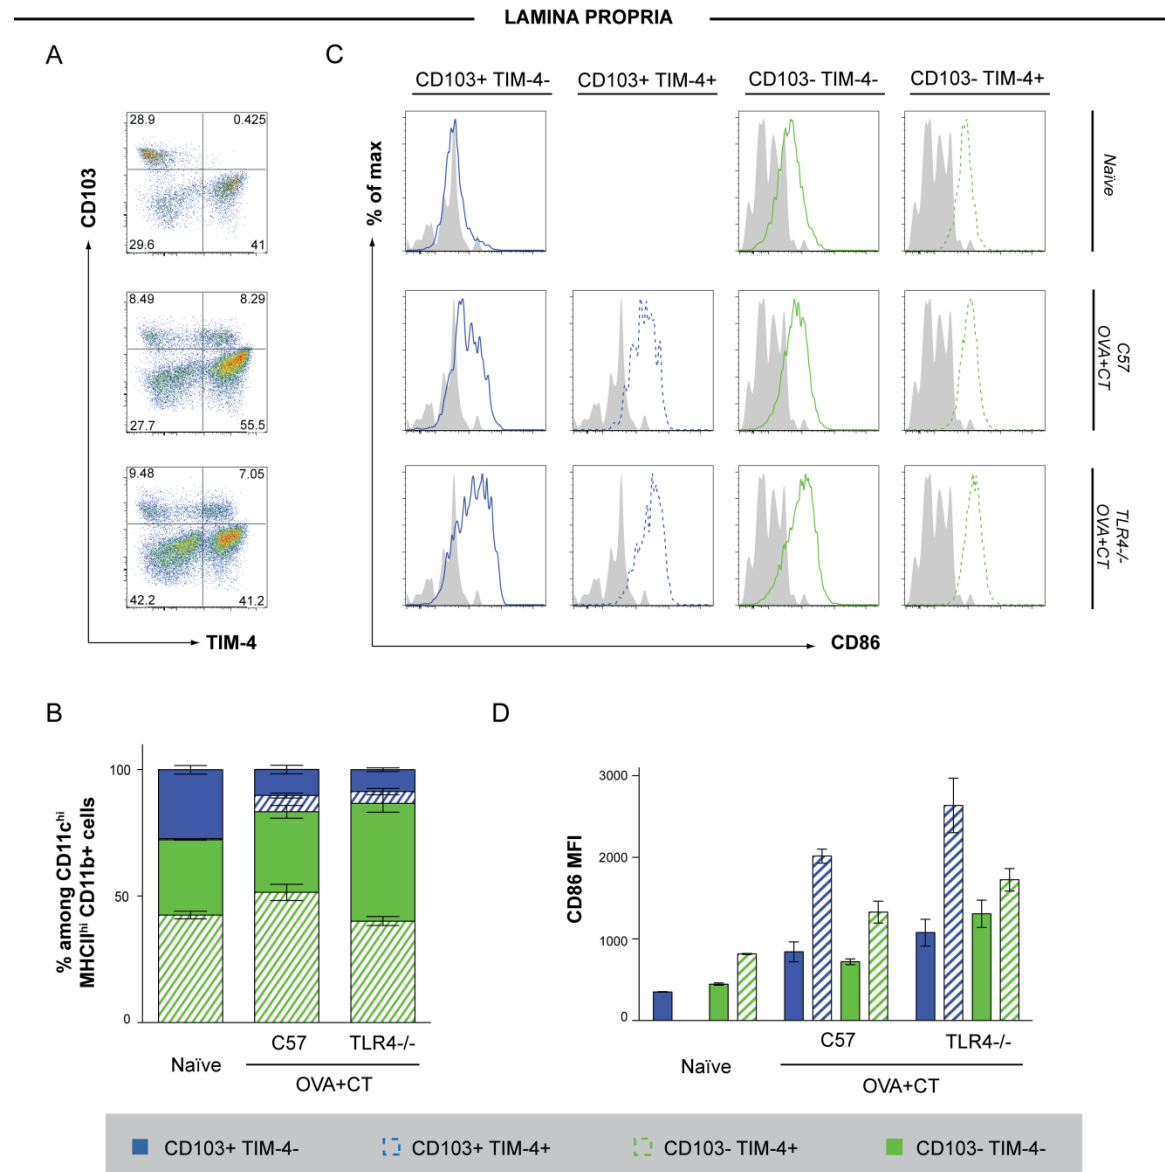 LAMINA PROPRIA
A
C
CD103+ TIM-4-
CD103+ TIM-4+
CD103- TIM-4-
CD103- TIM-4+
28.9
0.425
29.6
41
CD103
% of max
Naïve
8.49
8.29
27.7
55.5
C57
OVA+CT
9.48
7.05
42.2
41.2
TLR4-/-
OVA+CT
TIM-4
CD86
B
D
% among CD11c^hi
MHCII^hi CD11b+ cells
100
50
0
Naïve
C57
TLR4-/-
OVA+CT
CD86 MFI
3000
2000
1000
0
Naïve
C57
TLR4-/-
OVA+CT
CD103+ TIM-4-
CD103+ TIM-4+
CD103- TIM-4+
CD103- TIM-4-